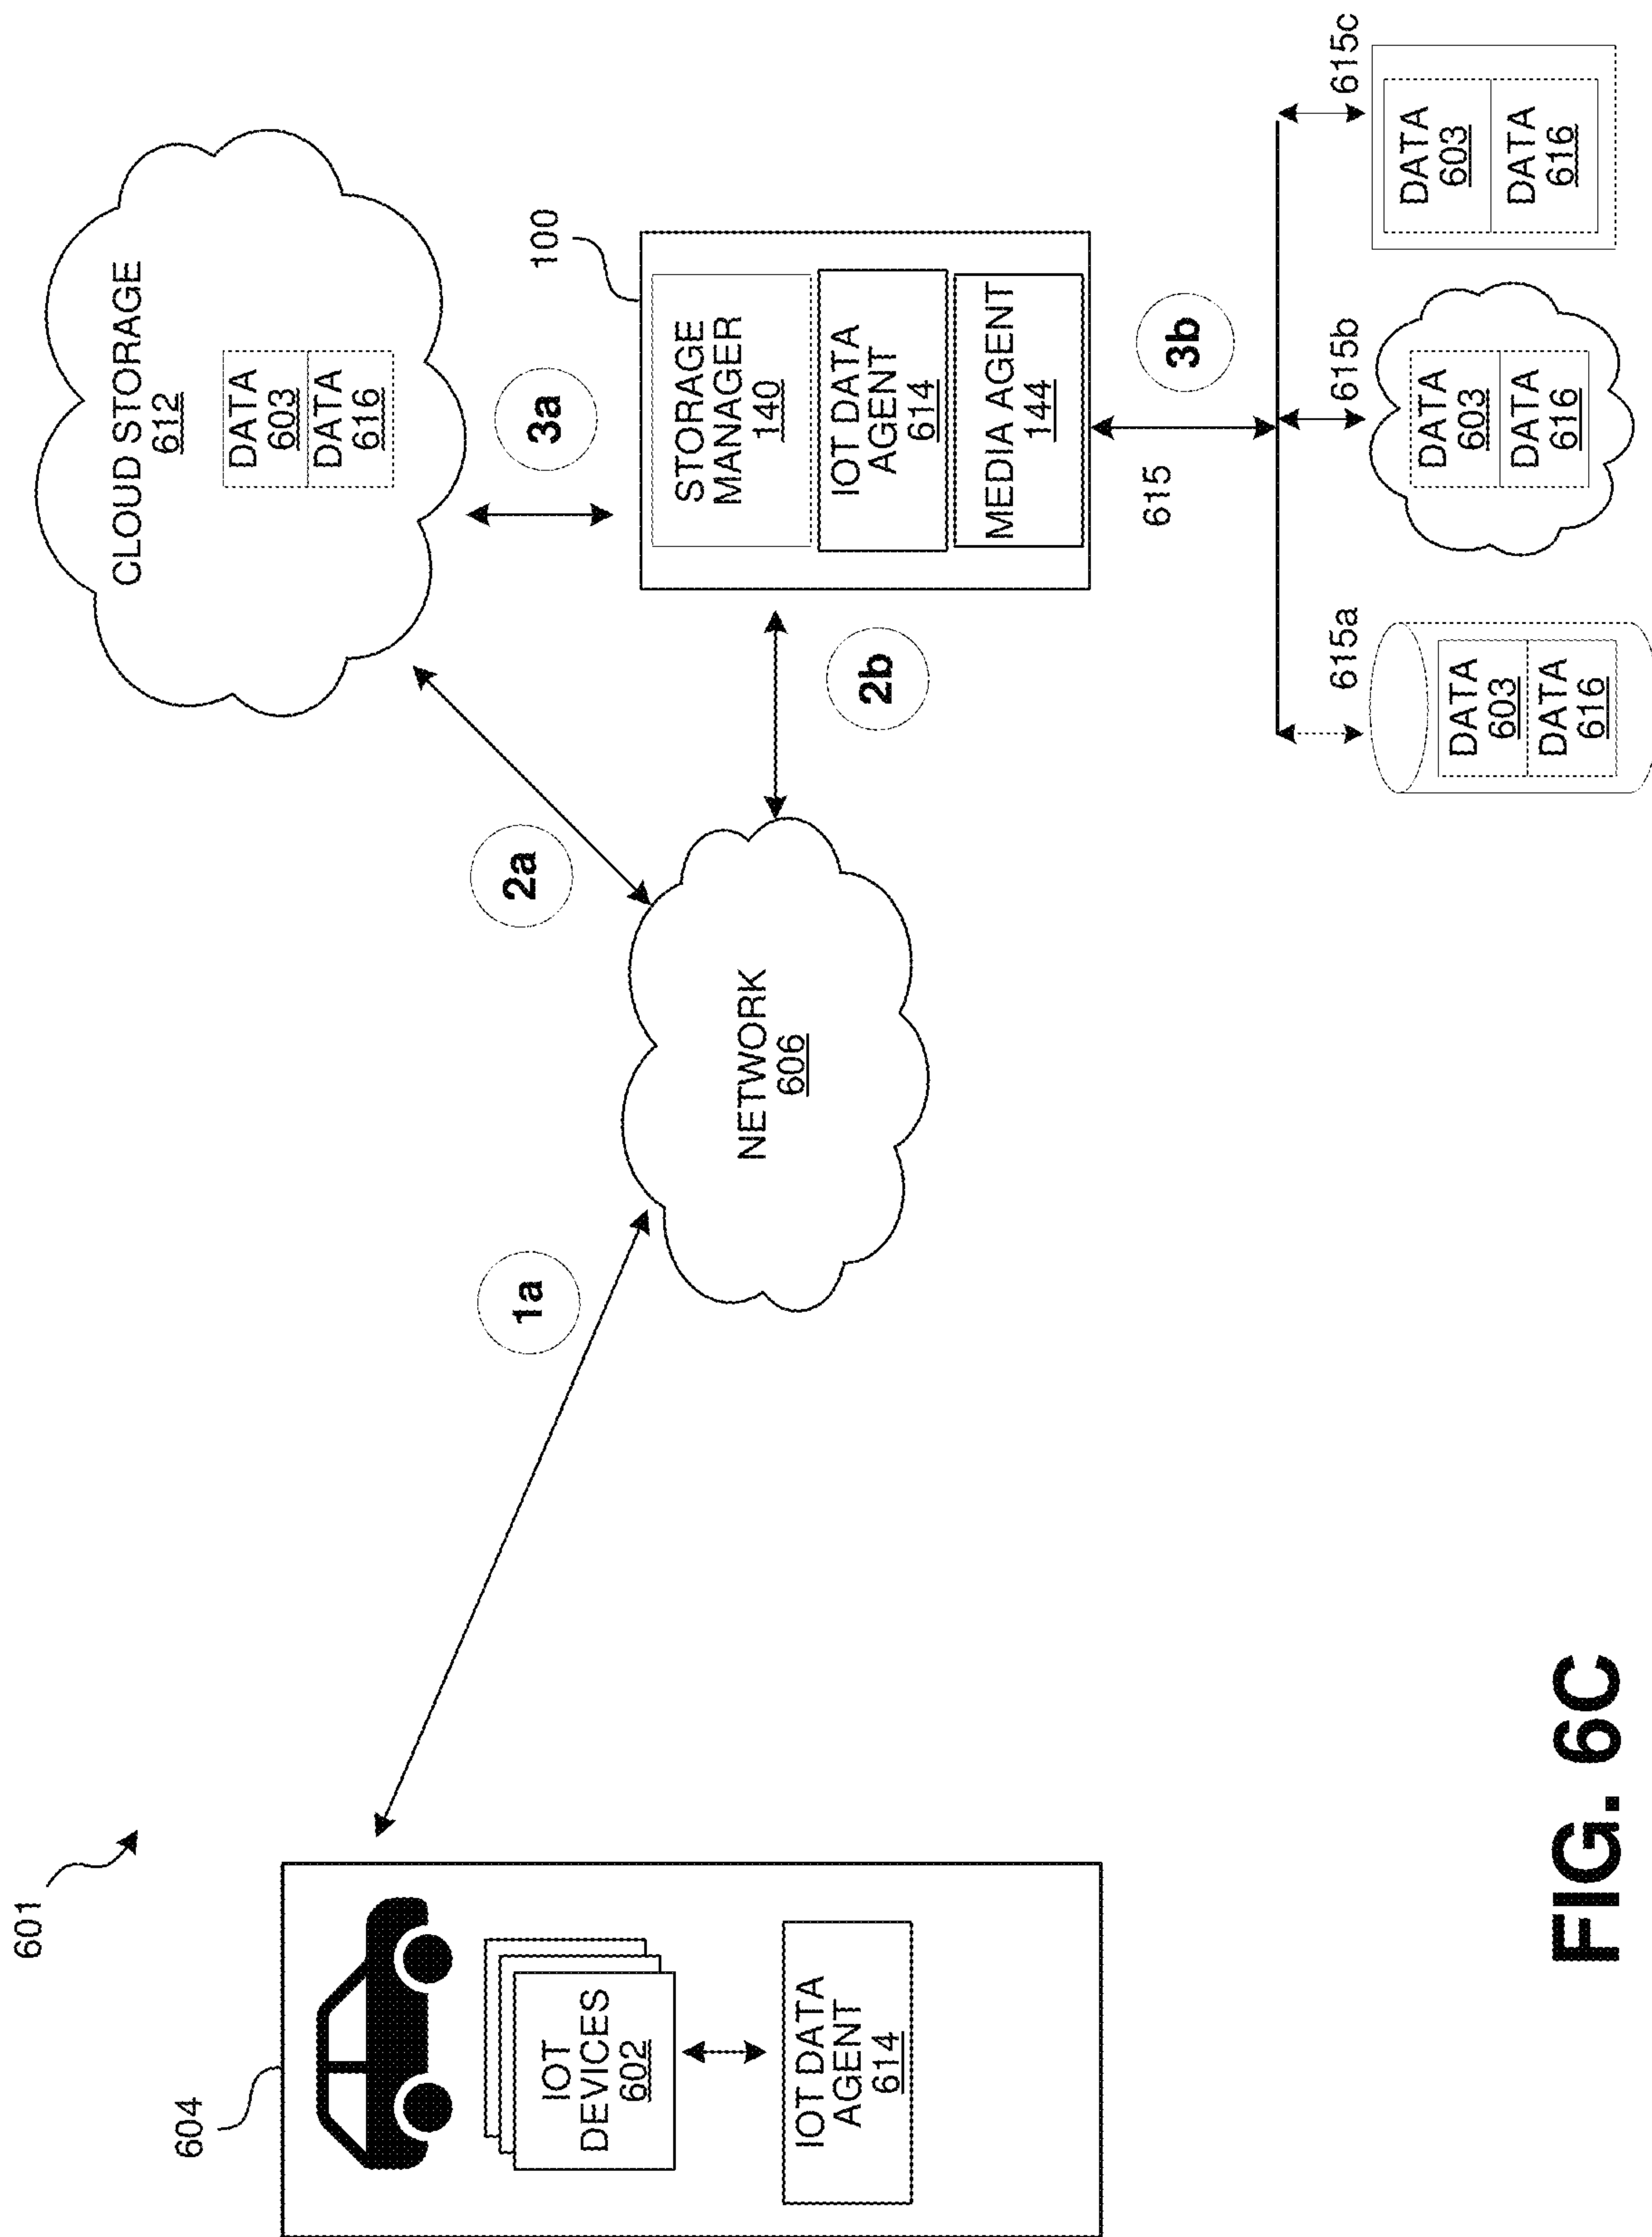 601
604
IOT
DEVICES
602
IOT DATA
AGENT
614
1a
NETWORK
606
2a
2b
CLOUD STORAGE
612
DATA
603
DATA
616
3a
100
STORAGE
MANAGER
140
IOT DATA
AGENT
614
MEDIA AGENT
144
615
3b
615a
DATA
603
DATA
616
615b
DATA
603
DATA
616
615c
DATA
603
DATA
616
FIG. 6C